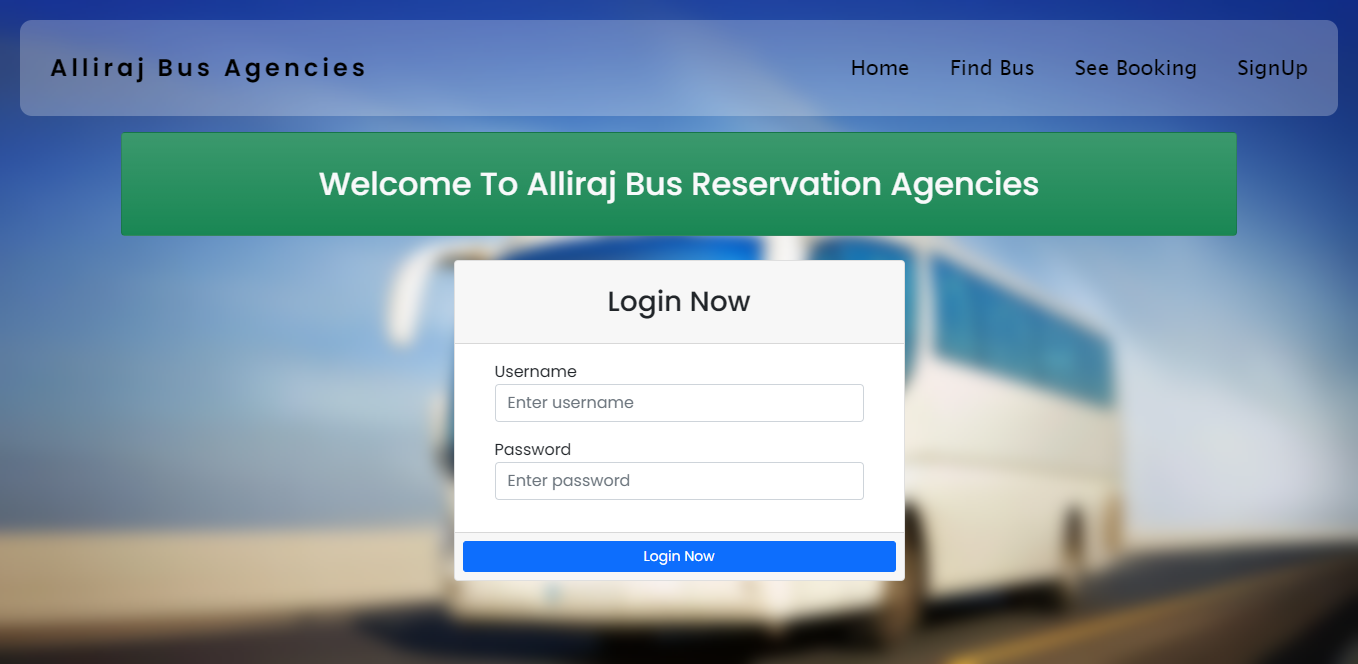 Alliraj Bus Agencies
Home Find Bus See Booking SignUp
Welcome To Alliraj Bus Reservation Agencies
Login Now
Username
Enter username
Password
Enter password
Login Now